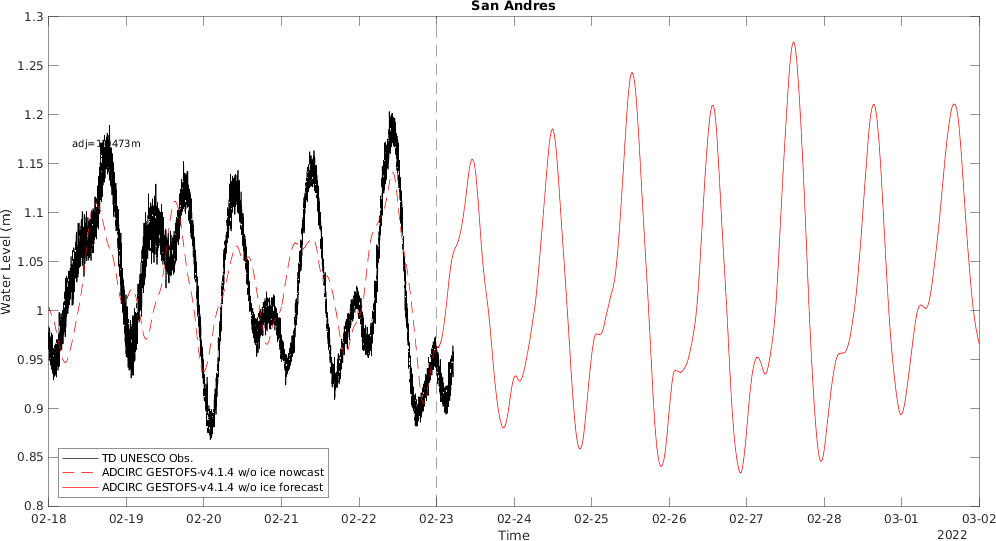 San Andres
1.3
1.25
1.2
1.15
1.1
1.05
1
0.95
0.9
0.85
0.8
Water Level (m)
TD UNESCO Obs.
ADCIRC GESTOFS-v4.1.4 w/o ice nowcast
ADCIRC GESTOFS-v4.1.4 w/o ice forecast
02-18 02-19 02-20 02-21 02-22 02-23 02-24 02-25 02-26 02-27 02-28 03-01 03-02
Time
2022